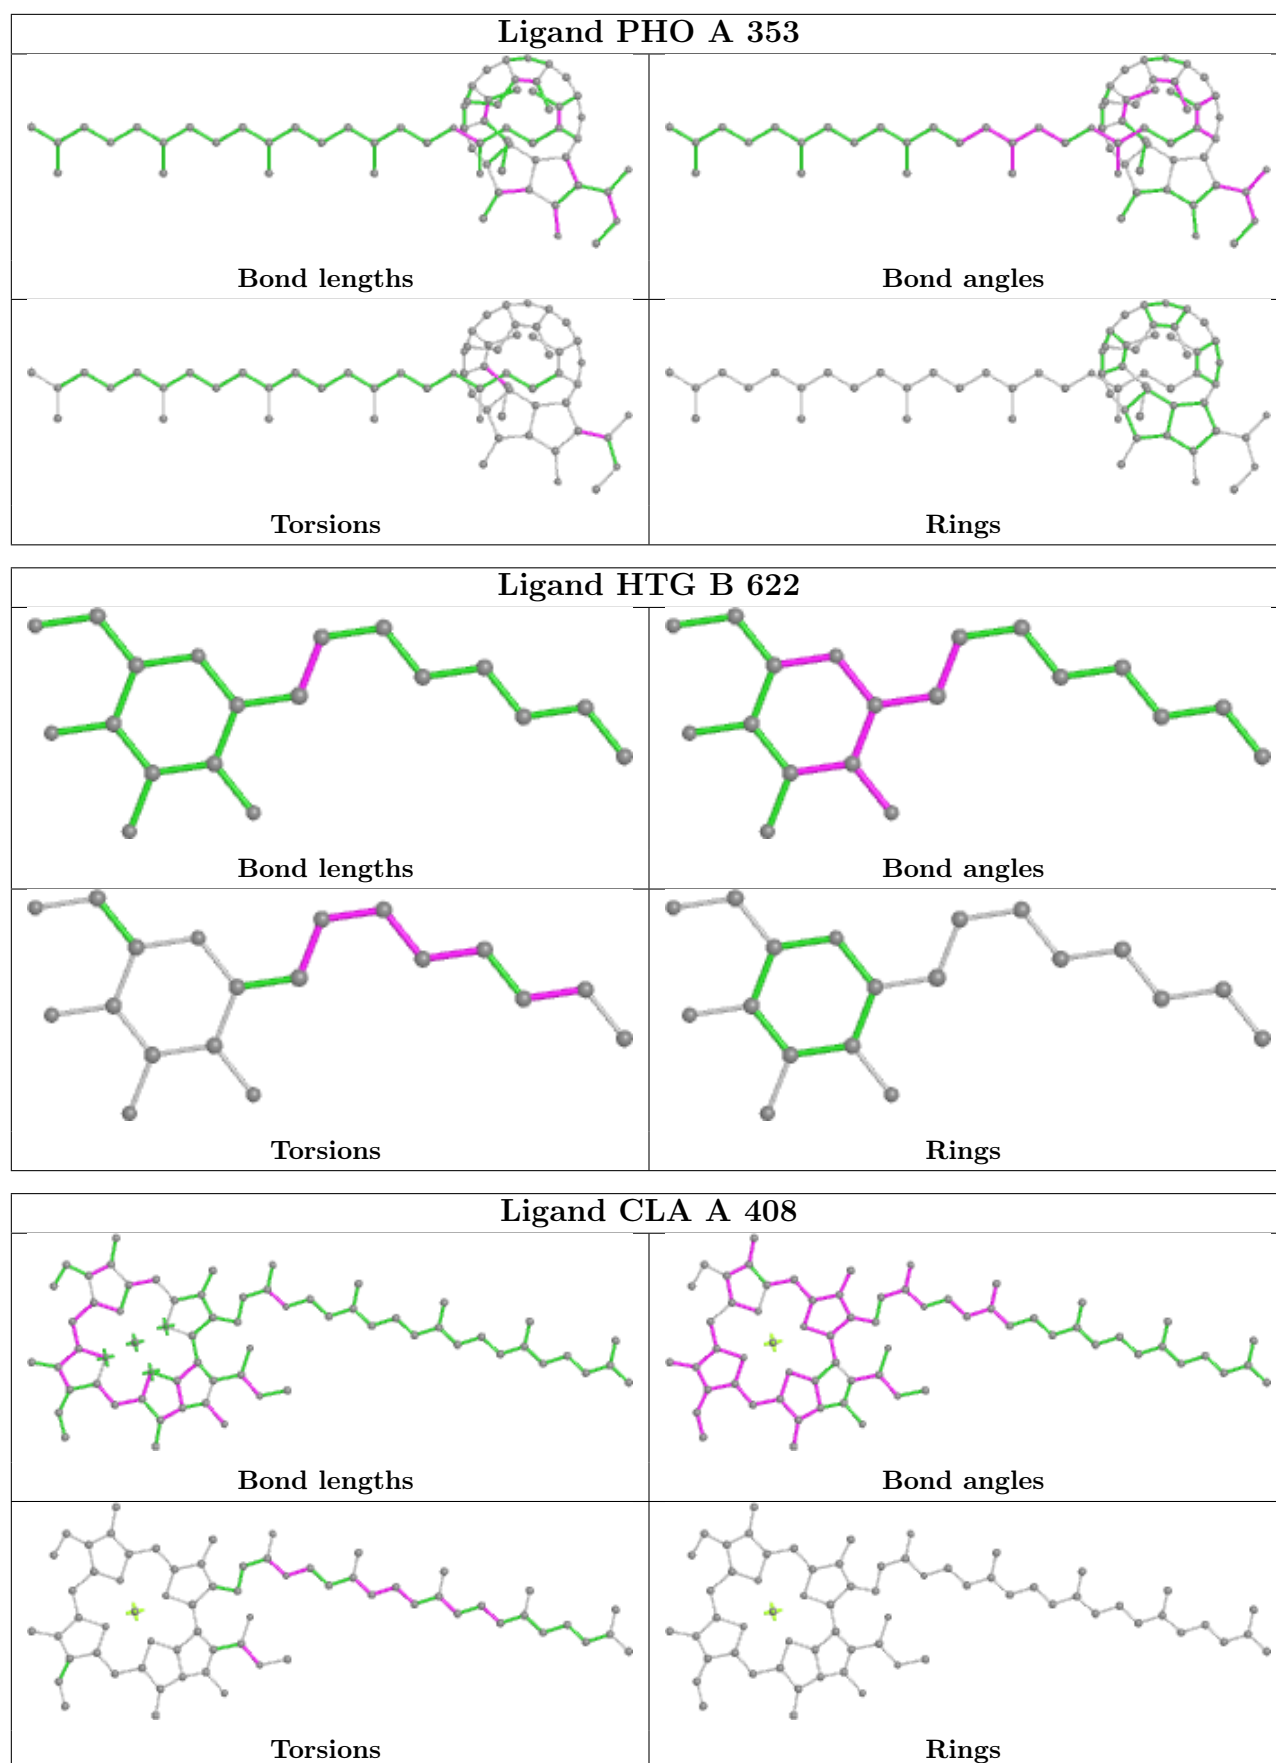 Ligand PHO A 353
Bond lengths
Bond angles
Torsions
Rings
Ligand HTG B 622
Bond lengths
Bond angles
Torsions
Rings
Ligand CLA A 408
Bond lengths
Bond angles
Torsions
Rings